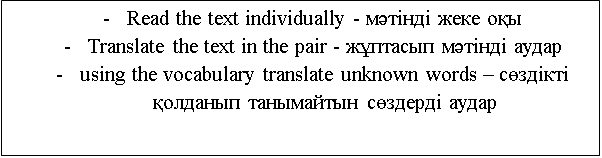 - Read the text individually - мәтінді жеке оқы
- Translate the text in the pair - жұптасып мәтінді аудар
- using the vocabulary translate unknown words – сөздікті
қолданып танымайтын сөздерді аудар